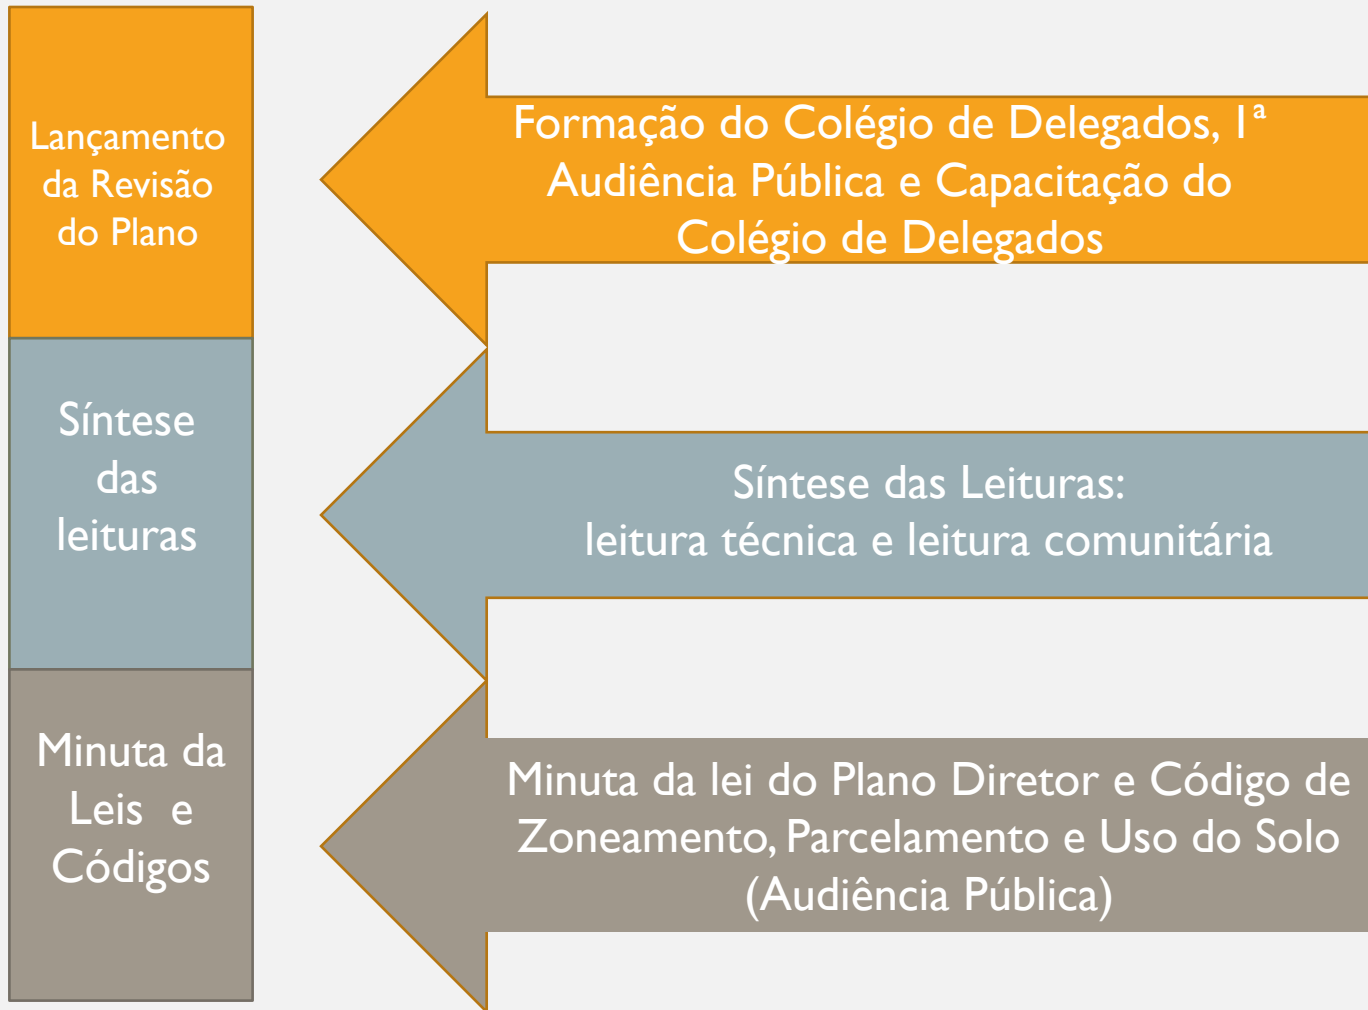 Lançamento
da Revisão
do Plano
Formação do Colégio de Delegados, 1ª
Audiência Pública e Capacitação do
Colégio de Delegados
Síntese
das
leituras
Síntese das Leituras:
leitura técnica e leitura comunitária
Minuta da
Leis e
Códigos
Minuta da lei do Plano Diretor e Código de
Zoneamento, Parcelamento e Uso do Solo
(Audiência Pública)